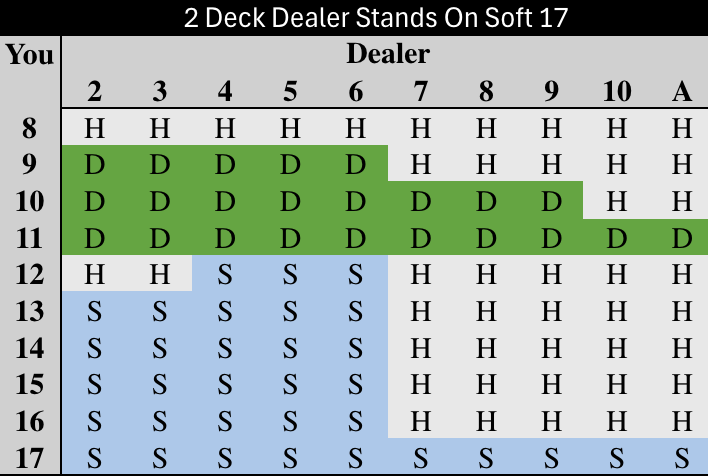 2 Deck Dealer Stands On Soft 17
You Dealer
2 3 4 5 6 7 8 9 10 A
8 H H H H H H H H H H
9 D D D D D H H H H H
10 D D D D D D D D H H
11 D D D D D D D D D D
12 H H S S S H H H H H
13 S S S S S H H H H H
14 S S S S S H H H H H
15 S S S S S H H H H H
16 S S S S S H H H H H
17 S S S S S S S S S S